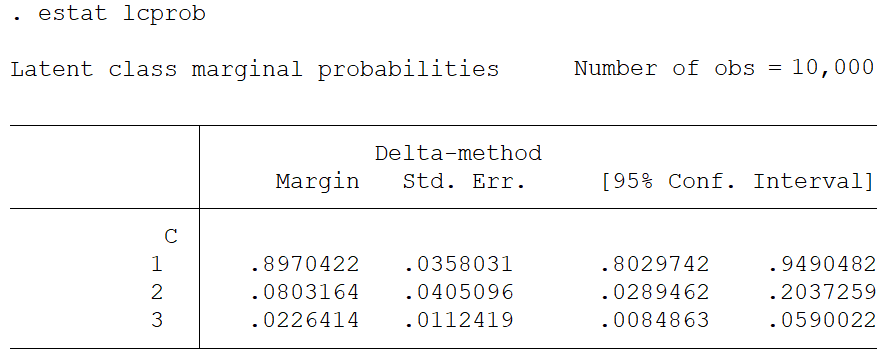 . estat lcprob
Latent class marginal probabilities Number of obs = 10,000
Delta-method
Margin Std. Err. [95% Conf. Interval]
C
1 .8970422 .0358031 .8029742 .9490482
2 .0803164 .0405096 .0289462 .2037259
3 .0226414 .0112419 .0084863 .0590022